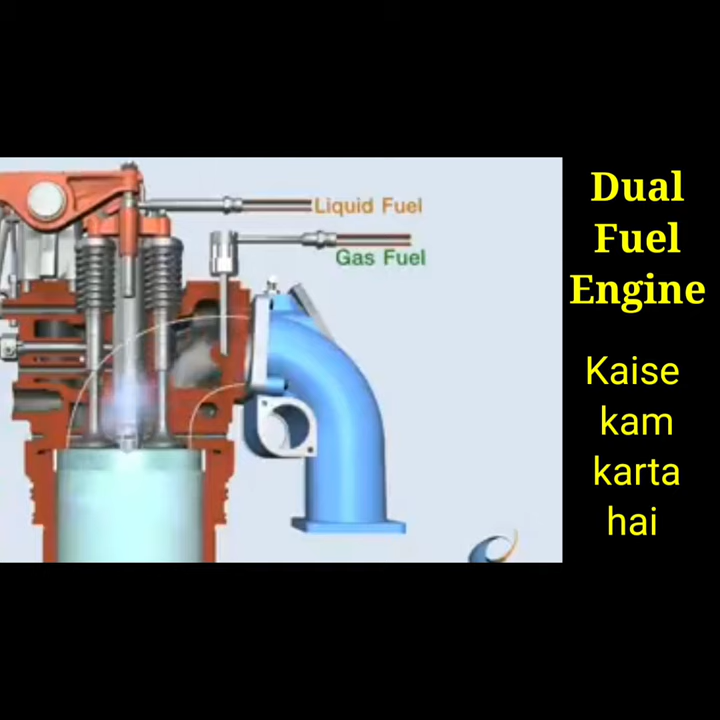 Liquid Fuel
Gas Fuel
Dual
Fuel
Engine
Kaise
kam
karta
hai